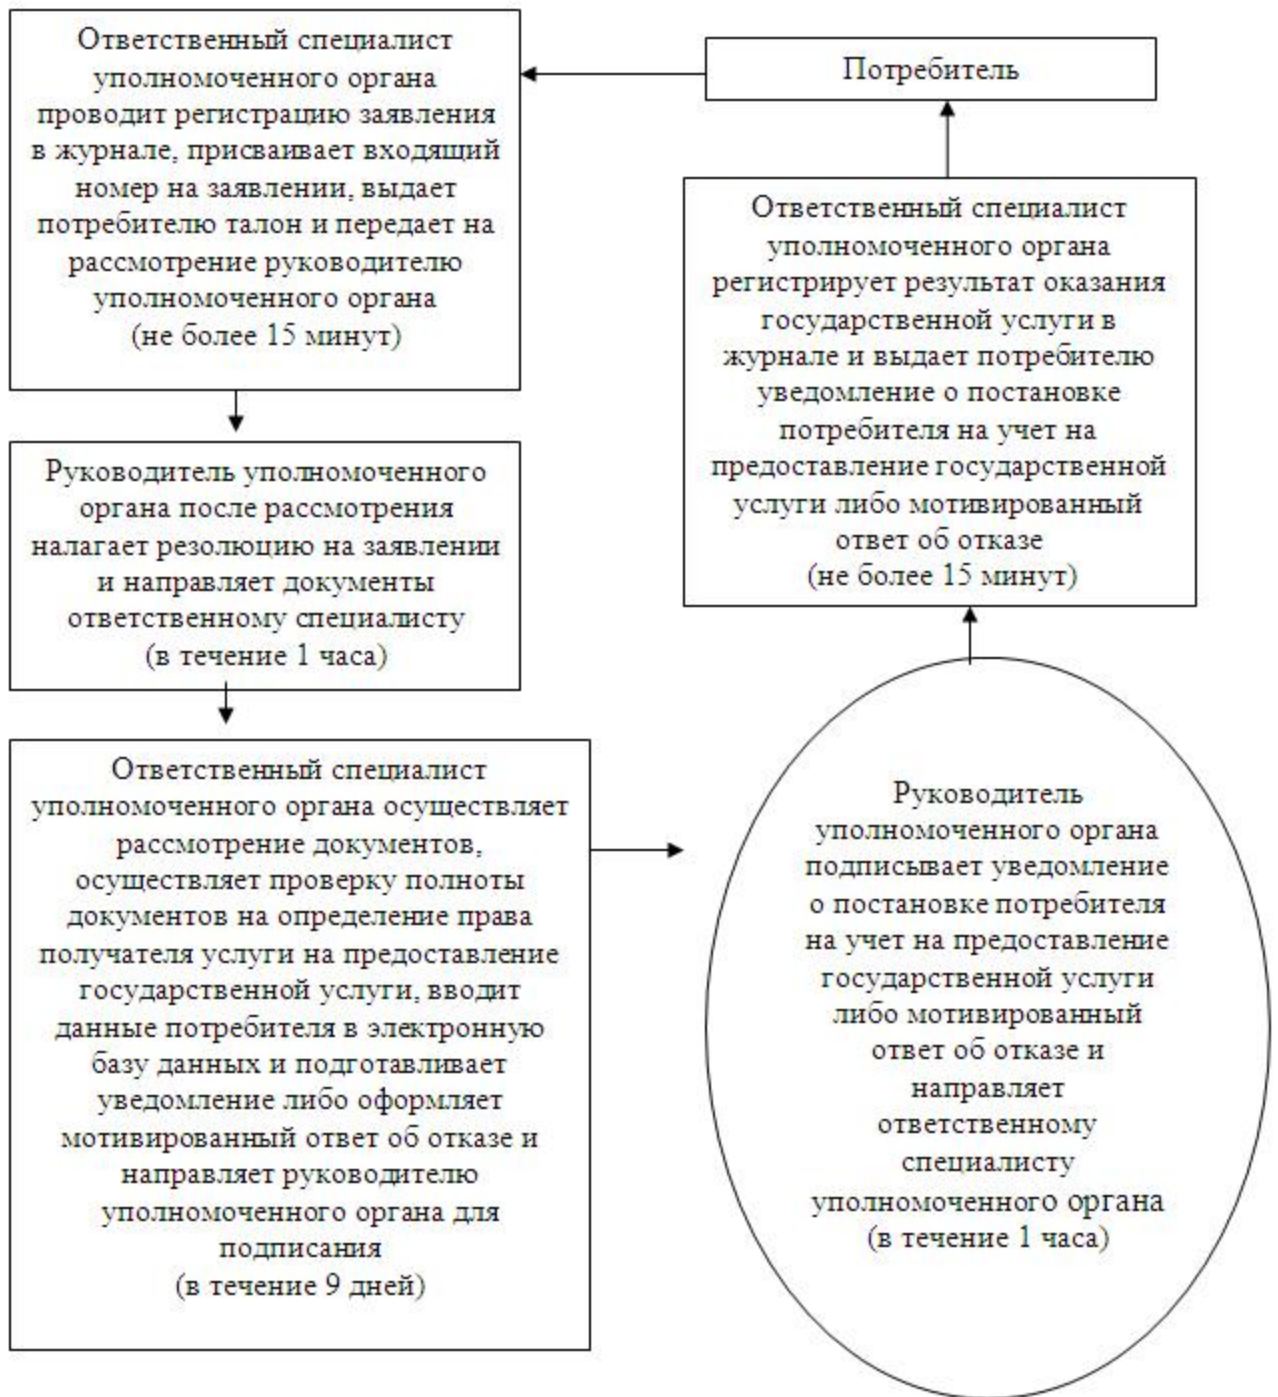 Потребитель
Ответственный специалист
уполномоченного органа
проводит регистрацию заявления
в журнале, присваивает входящий
номер на заявлении, выдает
потребителю талон и передает на
рассмотрение руководителю
уполномоченного органа
(не более 15 минут)
Руководитель уполномоченного
органа после рассмотрения
налагает резолюцию на заявлении
и направляет документы
ответственному специалисту
(в течение 1 часа)
Ответственный специалист
уполномоченного органа осуществляет
рассмотрение документов,
осуществляет проверку полноты
документов на определение права
получателя услуги на предоставление
государственной услуги, вводит
данные потребителя в электронную
базу данных и подготавливает
уведомление либо оформляет
мотивированный ответ об отказе и
направляет руководителю
уполномоченного органа для
подписания
(в течение 9 дней)
Руководитель
уполномоченного органа
подписывает уведомление
о постановке потребителя
на учет на предоставление
государственной услуги
либо мотивированный
ответ об отказе и
направляет
ответственному
специалисту
уполномоченного органа
(в течение 1 часа)
Ответственный специалист
уполномоченного органа
регистрирует результат оказания
государственной услуги в
журнале и выдает потребителю
уведомление о постановке
потребителя на учет на
предоставление государственной
услуги либо мотивированный
ответ об отказе
(не более 15 минут)